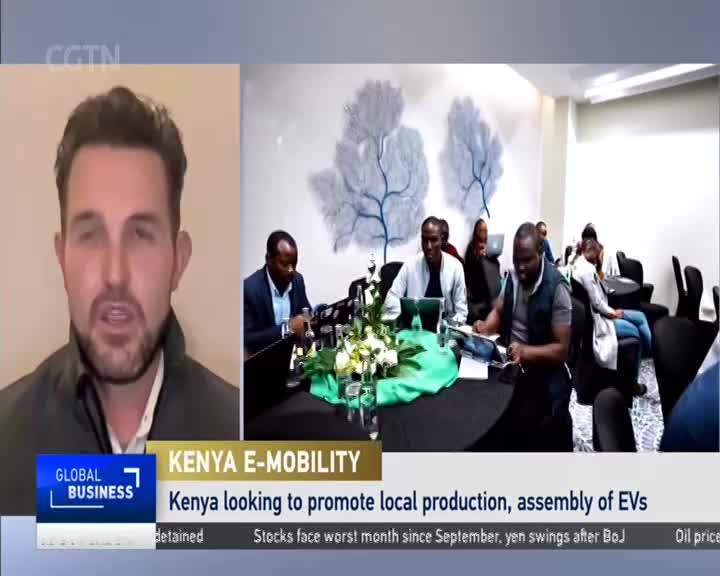 CGTN
KENYA E-MOBILITY
GLOBAL
BUSINESS
Kenya looking to promote local production, assembly of EVs
detained Stocks face worst month since September, yen swings after BoJ Oil price